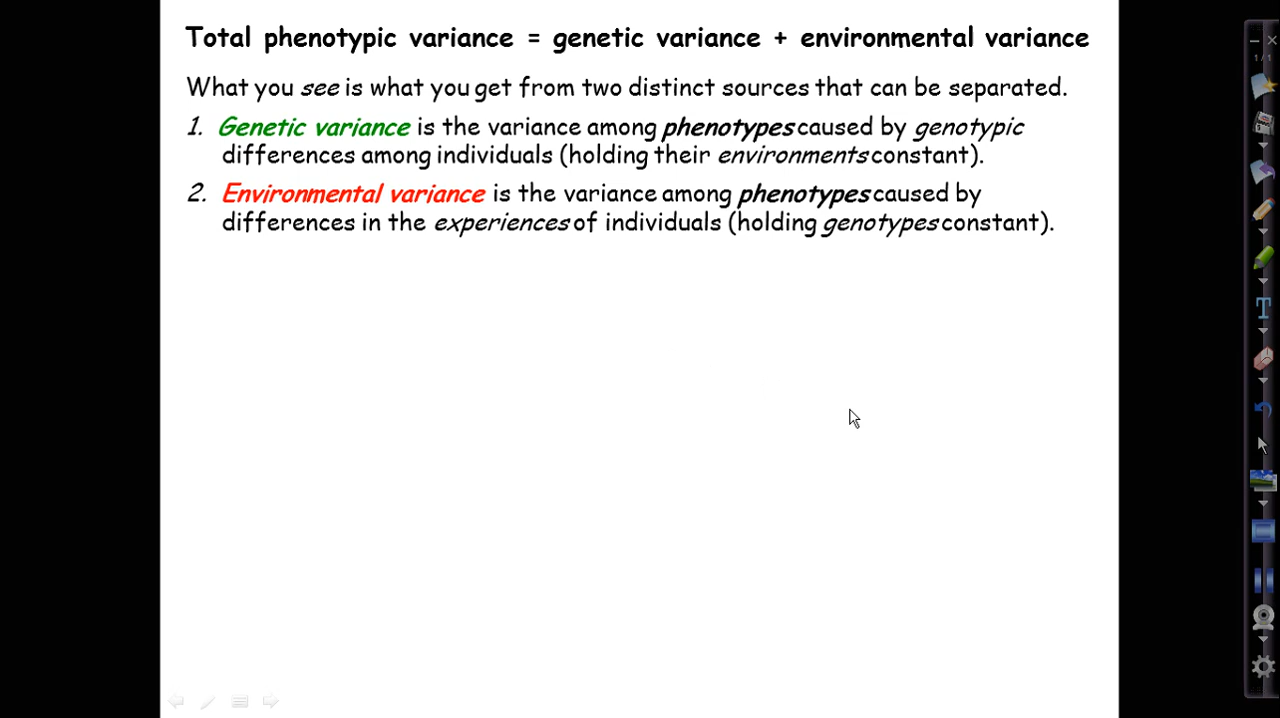 Total phenotypic variance = genetic variance + environmental variance
What you see is what you get from two distinct sources that can be separated.
1. Genetic variance is the variance among phenotypes caused by genotypic
differences among individuals (holding their environments constant).
2. Environmental variance is the variance among phenotypes caused by
differences in the experiences of individuals (holding genotypes constant).
1/1
T